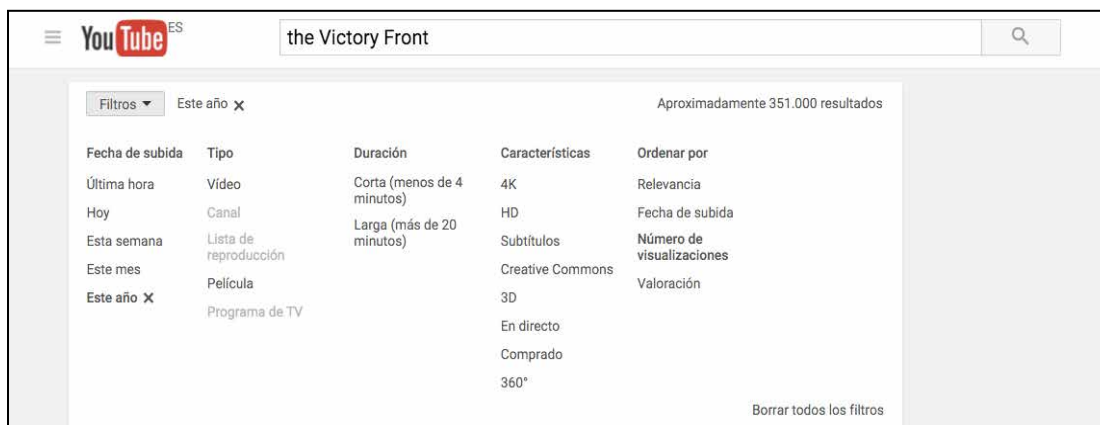 YouTube ES
the Victory Front
Filtros
Este año
Aproximadamente 351.000 resultados
Fecha de subida
Última hora
Hoy
Esta semana
Este mes
Este año
Tipo
Vídeo
Canal
Lista de
reproducción
Película
Programa de TV
Duración
Corta (menos de 4
minutos)
Larga (más de 20
minutos)
Características
4K
HD
Subtítulos
Creative Commons
3D
En directo
Comprado
360°
Ordenar por
Relevancia
Fecha de subida
Número de
visualizaciones
Valoración
Borrar todos los filtros